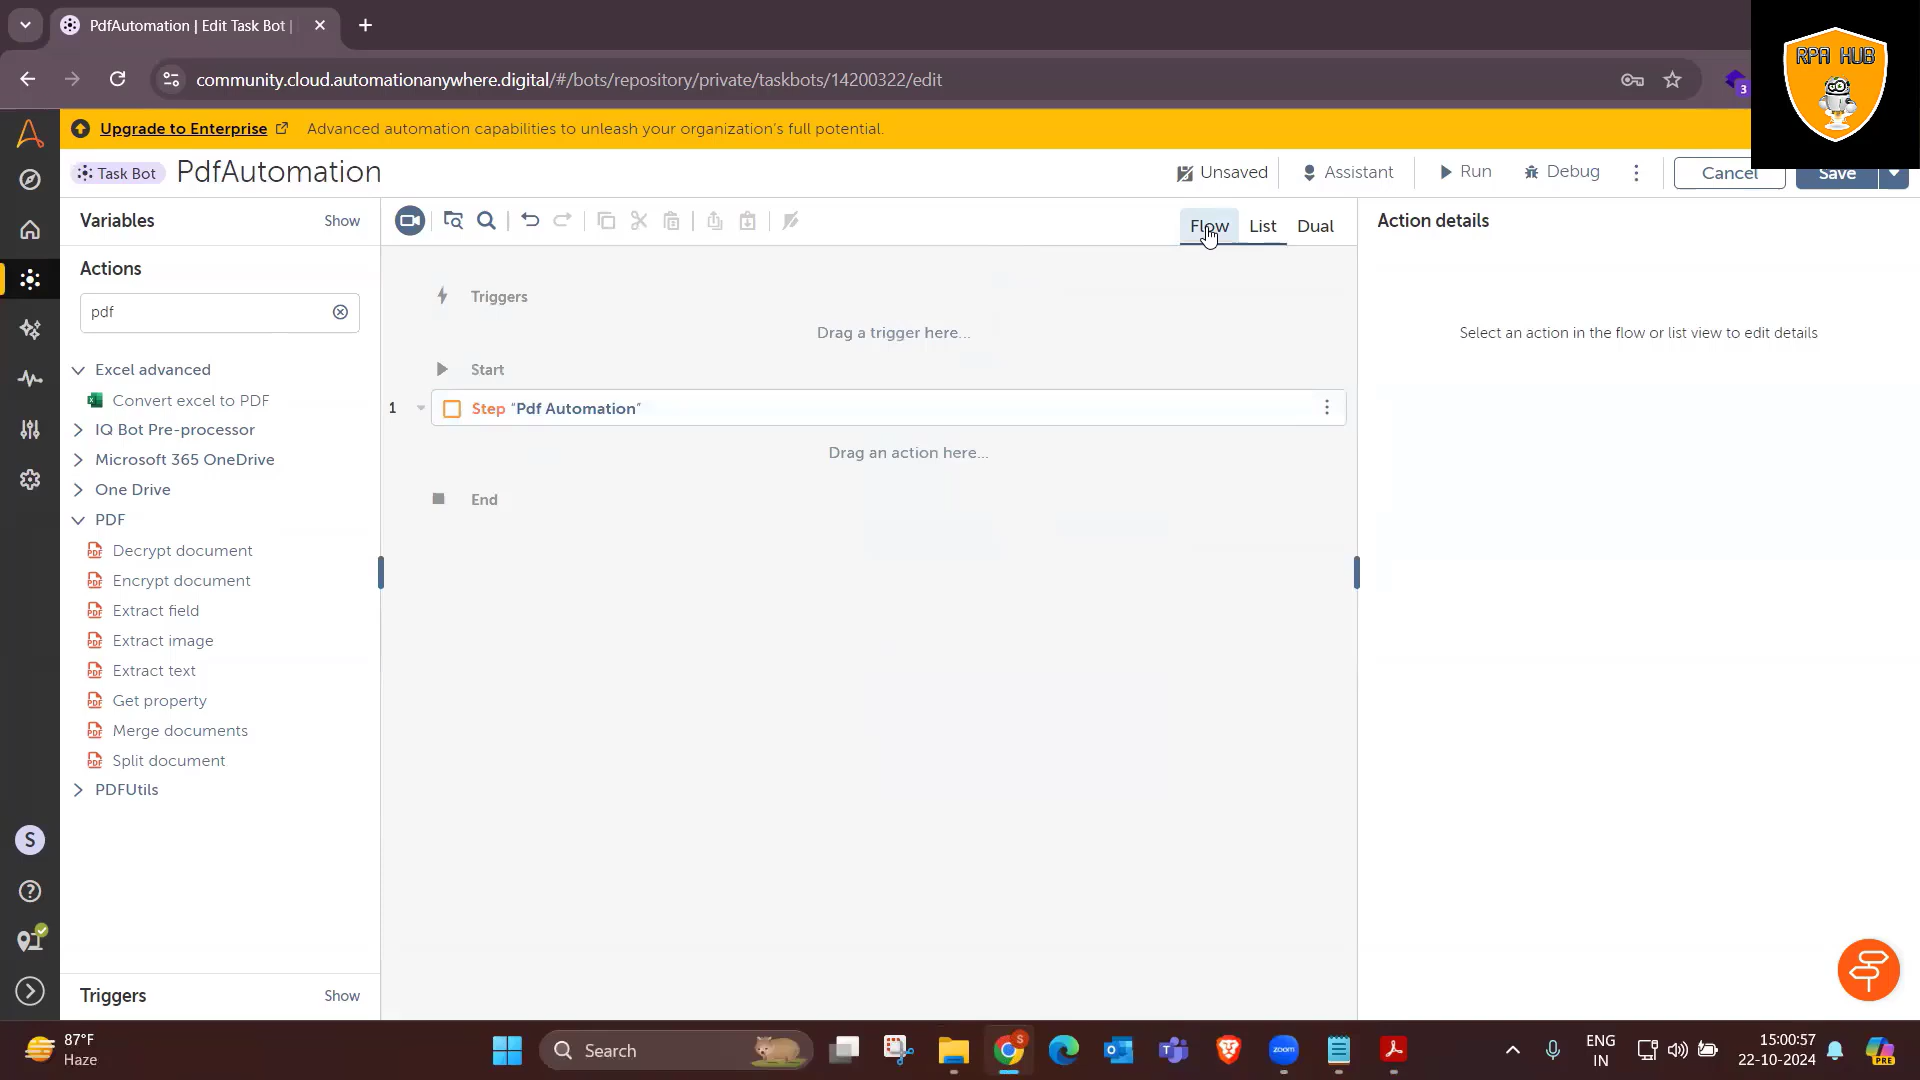 PdfAutomation | Edit Task Bot |
community.cloud.automationanywhere.digital/#/bots/repository/private/taskbots/14200322/edit
3
RPA HUB
Upgrade to Enterprise
Advanced automation capabilities to unleash your organization's full potential.
Task Bot
PdfAutomation
Unsaved
Assistant
Run
Debug
Cancel
Save
Variables
Show
Flow
List
Dual
Action details
Actions
pdf
Triggers
Drag a trigger here...
Select an action in the flow or list view to edit details
Start
1
Step “Pdf Automation”
Drag an action here...
End
Excel advanced
Convert excel to PDF
IQ Bot Pre-processor
Microsoft 365 OneDrive
One Drive
PDF
Decrypt document
Encrypt document
Extract field
Extract image
Extract text
Get property
Merge documents
Split document
PDFUtils
S
Triggers
Show
87°F
Haze
Search
S
zoom
ENG
IN
15:00:57
22-10-2024
PRE